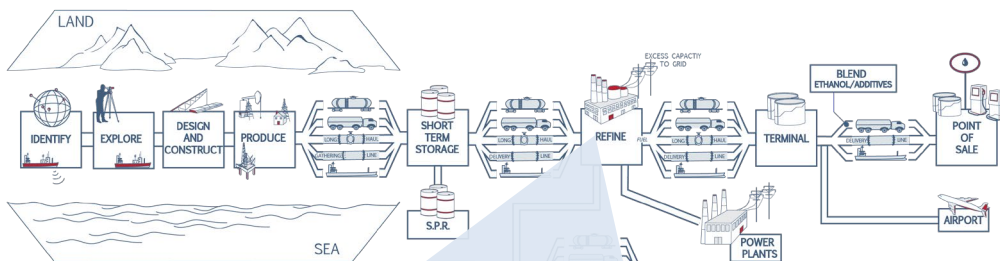 LAND
IDENTIFY
EXPLORE
DESIGN
AND
CONSTRUCT
PRODUCE
LONG HAUL
GATHERING LINE
SHORT
TERM
STORAGE
S.P.R.
LONG HAUL
DELIVERY LINE
EXCESS CAPACTIY
TO GRID
REFINE
FUEL
LONG HAUL
DELIVERY LINE
TERMINAL
BLEND
ETHANOL/ADDITIVES
DELIVERY LINE
POINT
OF
SALE
AIRPORT
POWER
PLANTS
SEA